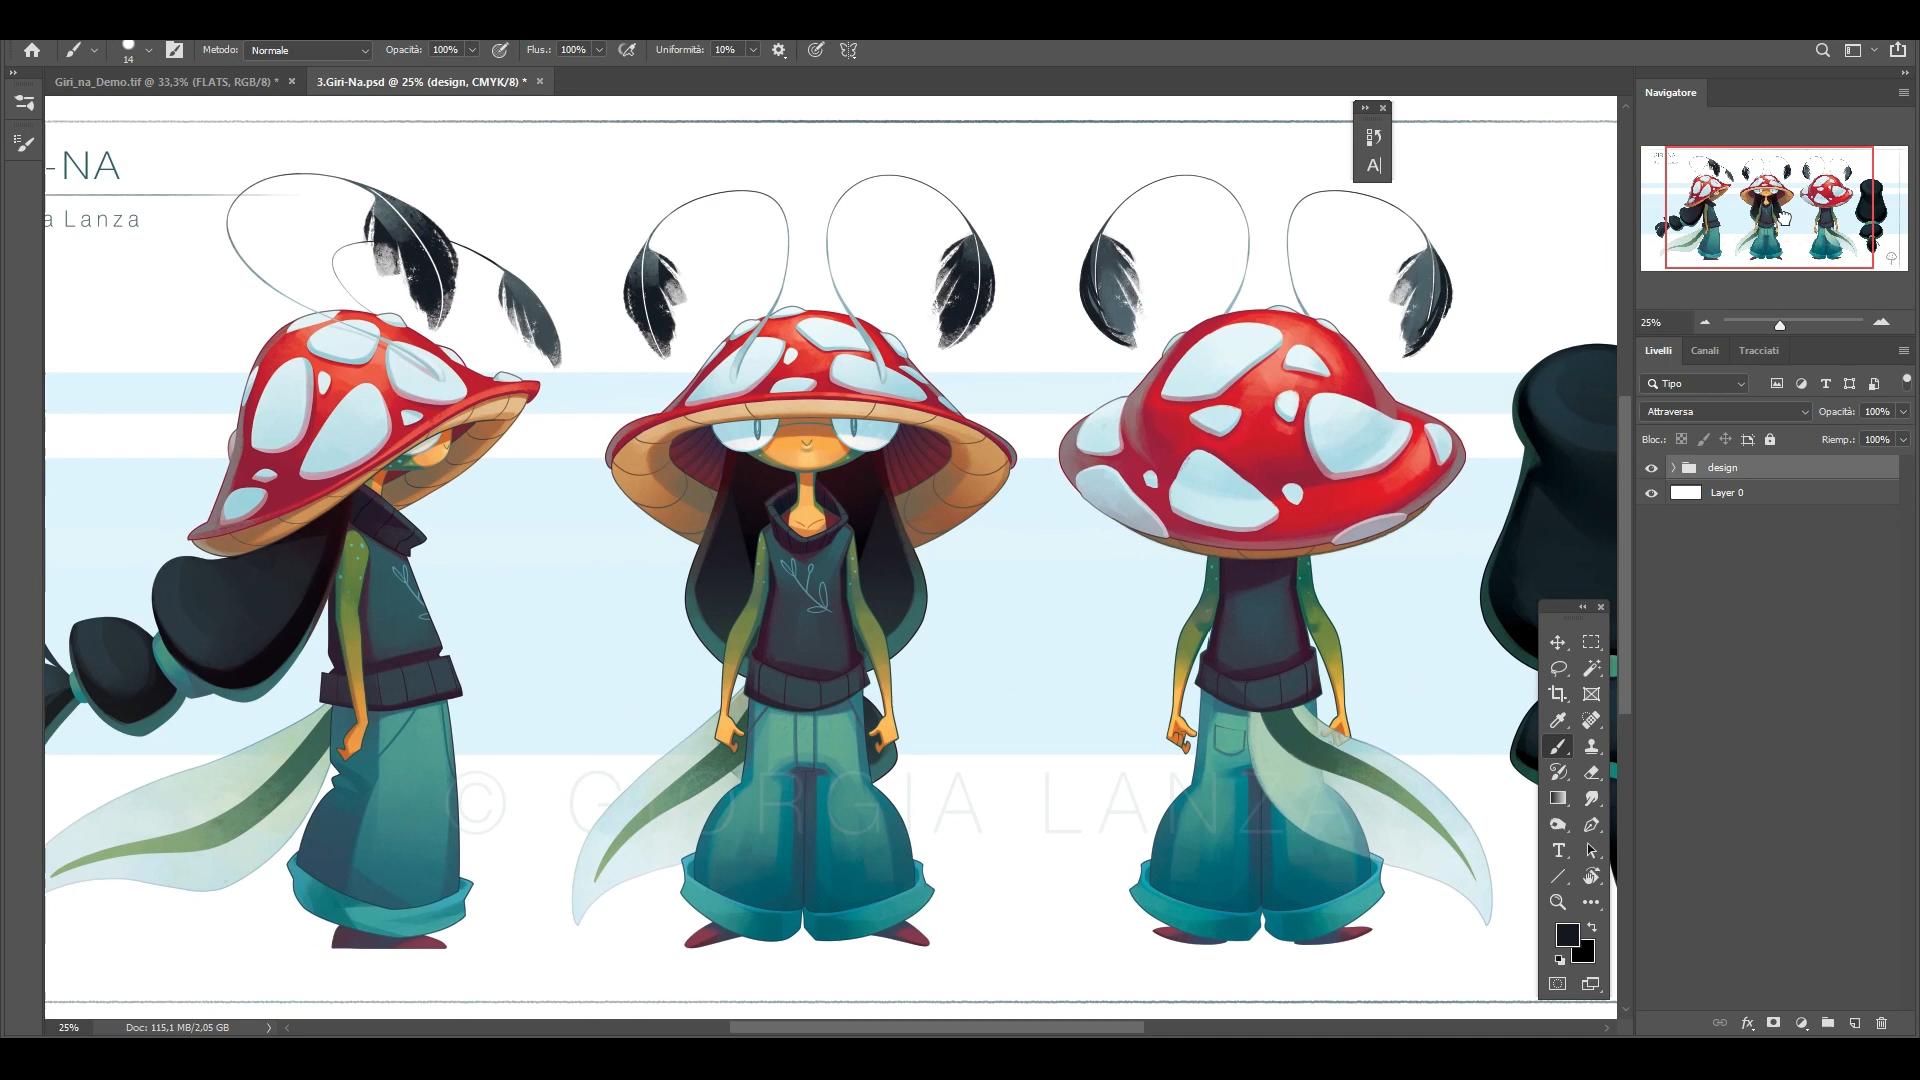 Metodo: Normale Opacità: 100% Flus.: 100% Uniformità: 10%
14
Giri_na_Demo.tif @ 33,3% (FLATS, RGB/8) * × 3.Giri-Na.psd @ 25% (design, CMYK/8) * ×
Navigatore
-NA
a Lanza
A
25%
Livelli Canali Tracciati
Tipo
Attraversa Opacità: 100%
Bloc.: Riemp.: 100%
design
Layer 0
© GIORGIA LANZA
25% Doc: 115,1 MB/2,05 GB